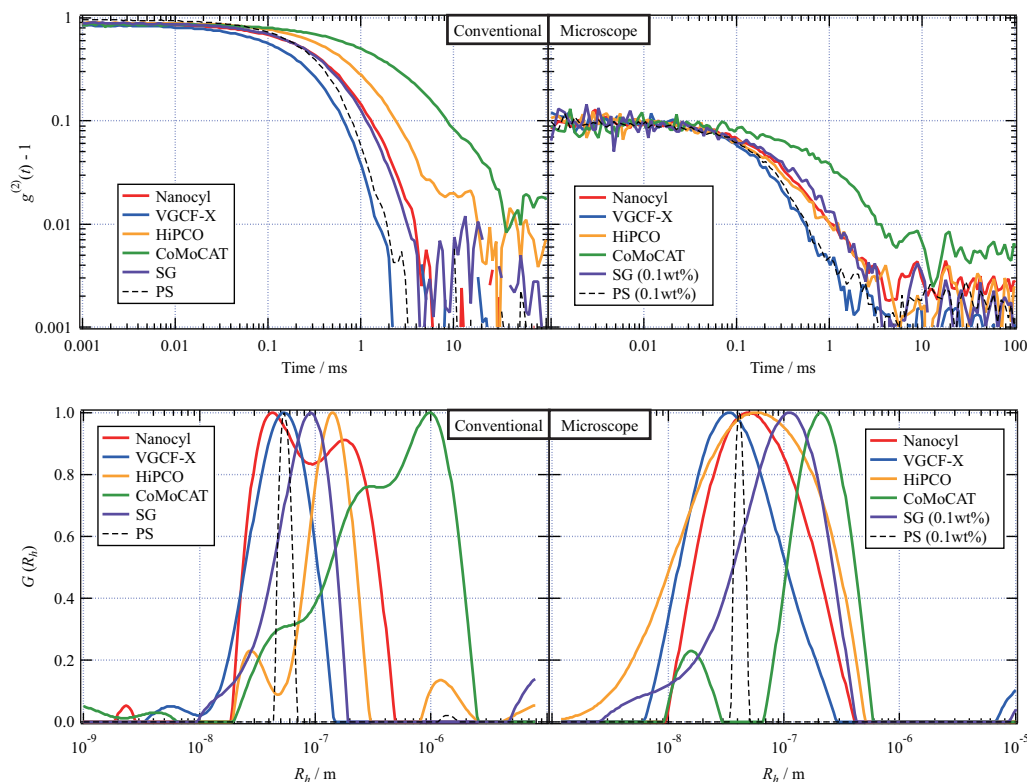 Conventional Microscope
g(2)(t) - 1
1
0.1
0.01
0.001
Nanocyl
VGCF-X
HiPCO
CoMoCAT
SG
PS
Nanocyl
VGCF-X
HiPCO
CoMoCAT
SG (0.1wt%)
PS (0.1wt%)
0.001 0.01 0.1 1 10 0.01 0.1 1 10 100
Time / ms Time / ms
Conventional Microscope
G (Rh)
1.0
0.8
0.6
0.4
0.2
0.0
Nanocyl
VGCF-X
HiPCO
CoMoCAT
SG
PS
Nanocyl
VGCF-X
HiPCO
CoMoCAT
SG (0.1wt%)
PS (0.1wt%)
10-9 10-8 10-7 10-6 10-8 10-7 10-6 10-5
Rh / m Rh / m